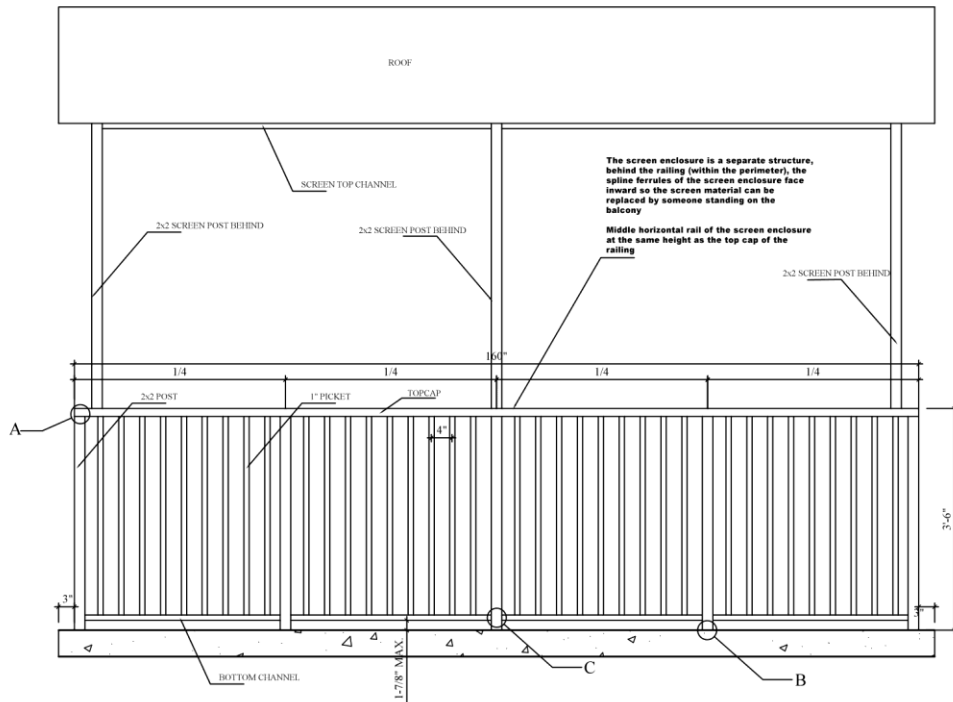 ROOF
The screen enclosure is a separate structure,
behind the railing (within the perimeter), the
spline ferrules of the screen enclosure face
inward so the screen material can be
replaced by someone standing on the
balcony
Middle horizontal rail of the screen enclosure
at the same height as the top cap of the
railing
SCREEN TOP CHANNEL
2x2 SCREEN POST BEHIND
2x2 SCREEN POST BEHIND
2x2 SCREEN POST BEHIND
160"
1/4
1/4
1/4
1/4
2x2 POST
1" PICKET
TOPCAP
A
4"
3'-6"
3"
3"
1-7/8" MAX.
C
B
BOTTOM CHANNEL